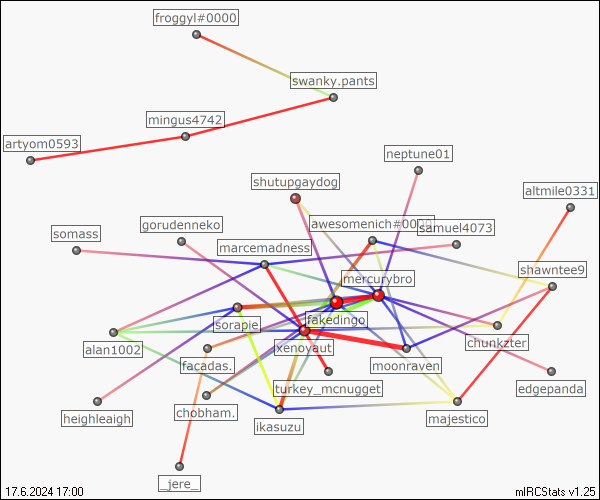 froggyl#0000
swanky.pants
mingus4742
artyom0593
neptune01
shutupgaydog
altmile0331
gorudenneko
awesomenich#0009
samuel4073
somass
marcemadness
shawntee9
mercurybro
fakedingo
sorapie
chunkzter
xenoyaut
alan1002
facadas.
moonraven
turkey_mcnugget
edgepanda
heighleaigh
chobham.
majestico
ikasuzu
_jere_
17.6.2024 17:00
mIRCStats v1.25